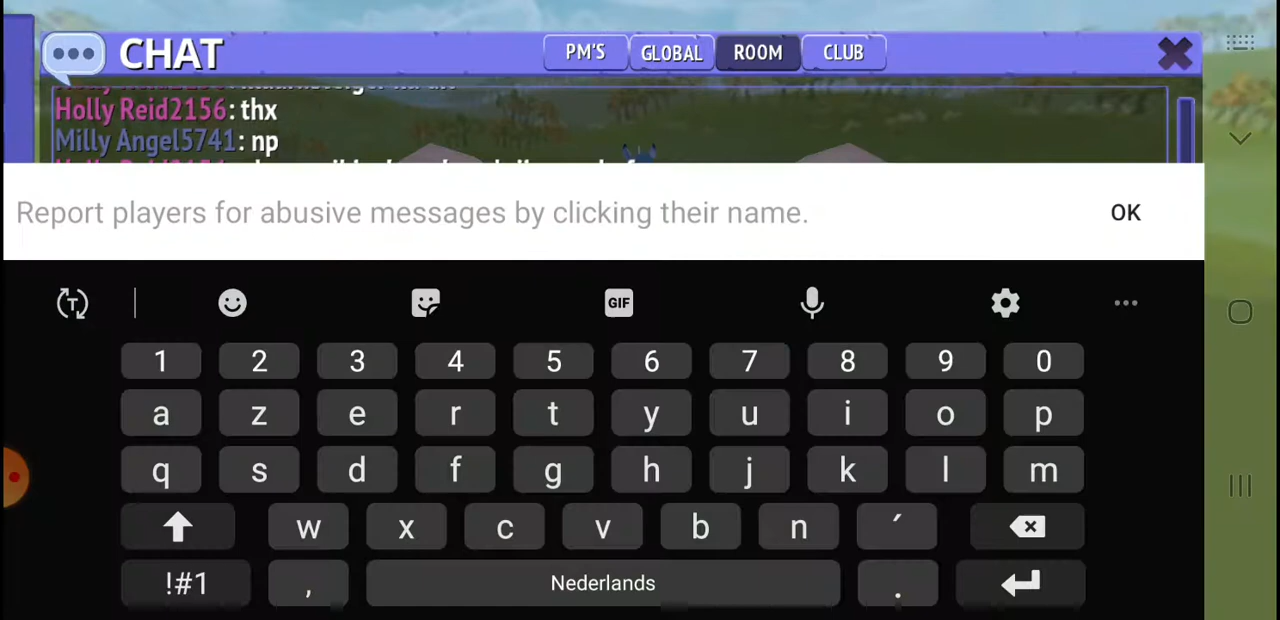 CHAT
PM'S GLOBAL ROOM CLUB
Holly Reid2156: thx
Milly Angel5741: np
Report players for abusive messages by clicking their name.
OK
T
GIF
1 2 3 4 5 6 7 8 9 0
a z e r t y u i o p
q s d f g h j k l m
w x c v b n ´
!#1 , Nederlands .